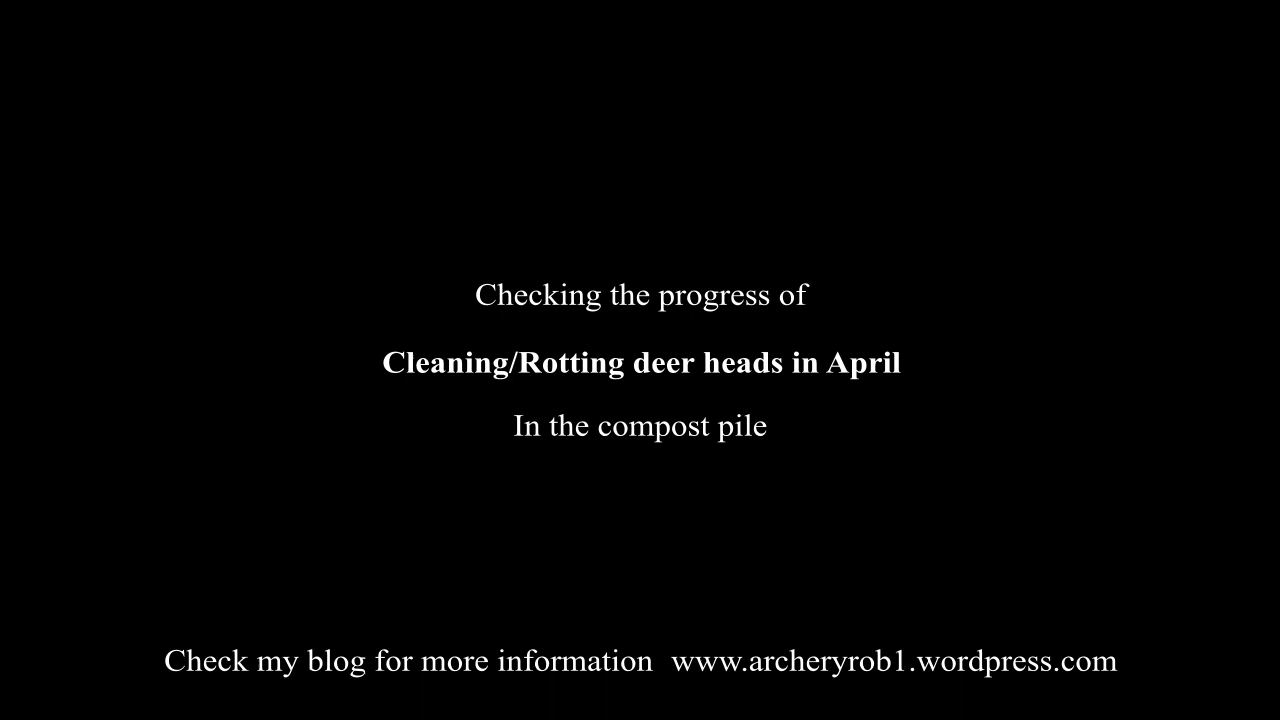 Checking the progress of
Cleaning/Rotting deer heads in April
In the compost pile
Check my blog for more information  www.archeryrob1.wordpress.com